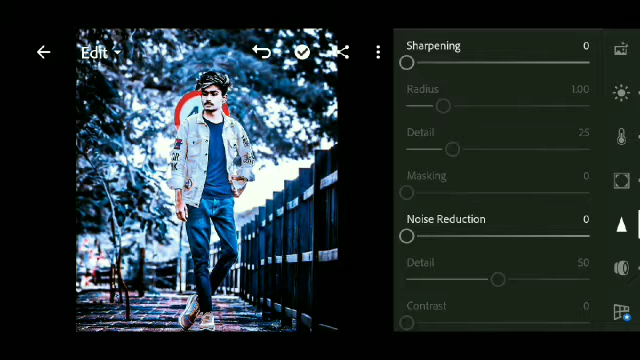 Edit
Sharpening 0
Radius 1.00
Detail 25
Masking 0
Noise Reduction 0
Detail 50
Contrast 0